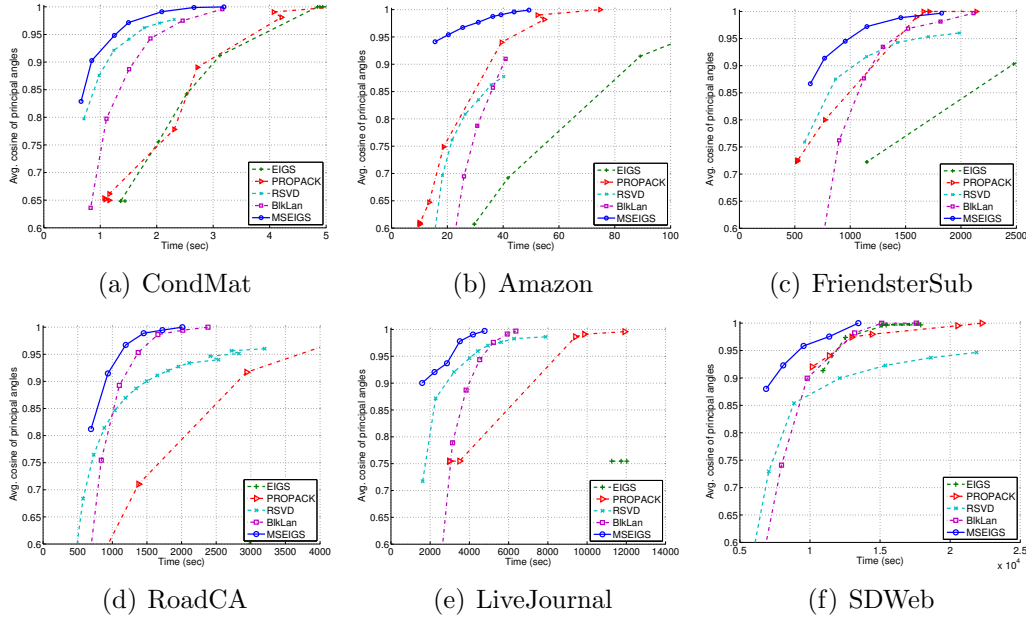 Avg. cosine of principal angles
1
0.95
0.9
0.85
0.8
0.75
0.7
0.65
0.6
0 1 2 3 4 5
Time (sec)
EIGS
PROPACK
RSVD
BlkLan
MSEIGS
(a) CondMat
Avg. cosine of principal angles
1
0.95
0.9
0.85
0.8
0.75
0.7
0.65
0.6
0 20 40 60 80 100
Time (sec)
EIGS
PROPACK
RSVD
BlkLan
MSEIGS
(b) Amazon
Avg. cosine of principal angles
1
0.95
0.9
0.85
0.8
0.75
0.7
0.65
0.6
0 500 1000 1500 2000 2500
Time (sec)
EIGS
PROPACK
RSVD
BlkLan
MSEIGS
(c) FriendsterSub
Avg. cosine of principal angles
1
0.95
0.9
0.85
0.8
0.75
0.7
0.65
0.6
0 500 1000 1500 2000 2500 3000 3500 4000
Time (sec)
EIGS
PROPACK
RSVD
BlkLan
MSEIGS
(d) RoadCA
Avg. cosine of principal angles
1
0.95
0.9
0.85
0.8
0.75
0.7
0.65
0.6
0 2000 4000 6000 8000 10000 12000 14000
Time (sec)
EIGS
PROPACK
RSVD
BlkLan
MSEIGS
(e) LiveJournal
Avg. cosine of principal angles
1
0.95
0.9
0.85
0.8
0.75
0.7
0.65
0.6
0.5 1 1.5 2 2.5
Time (sec)
x 10⁴
EIGS
PROPACK
RSVD
BlkLan
MSEIGS
(f) SDWeb